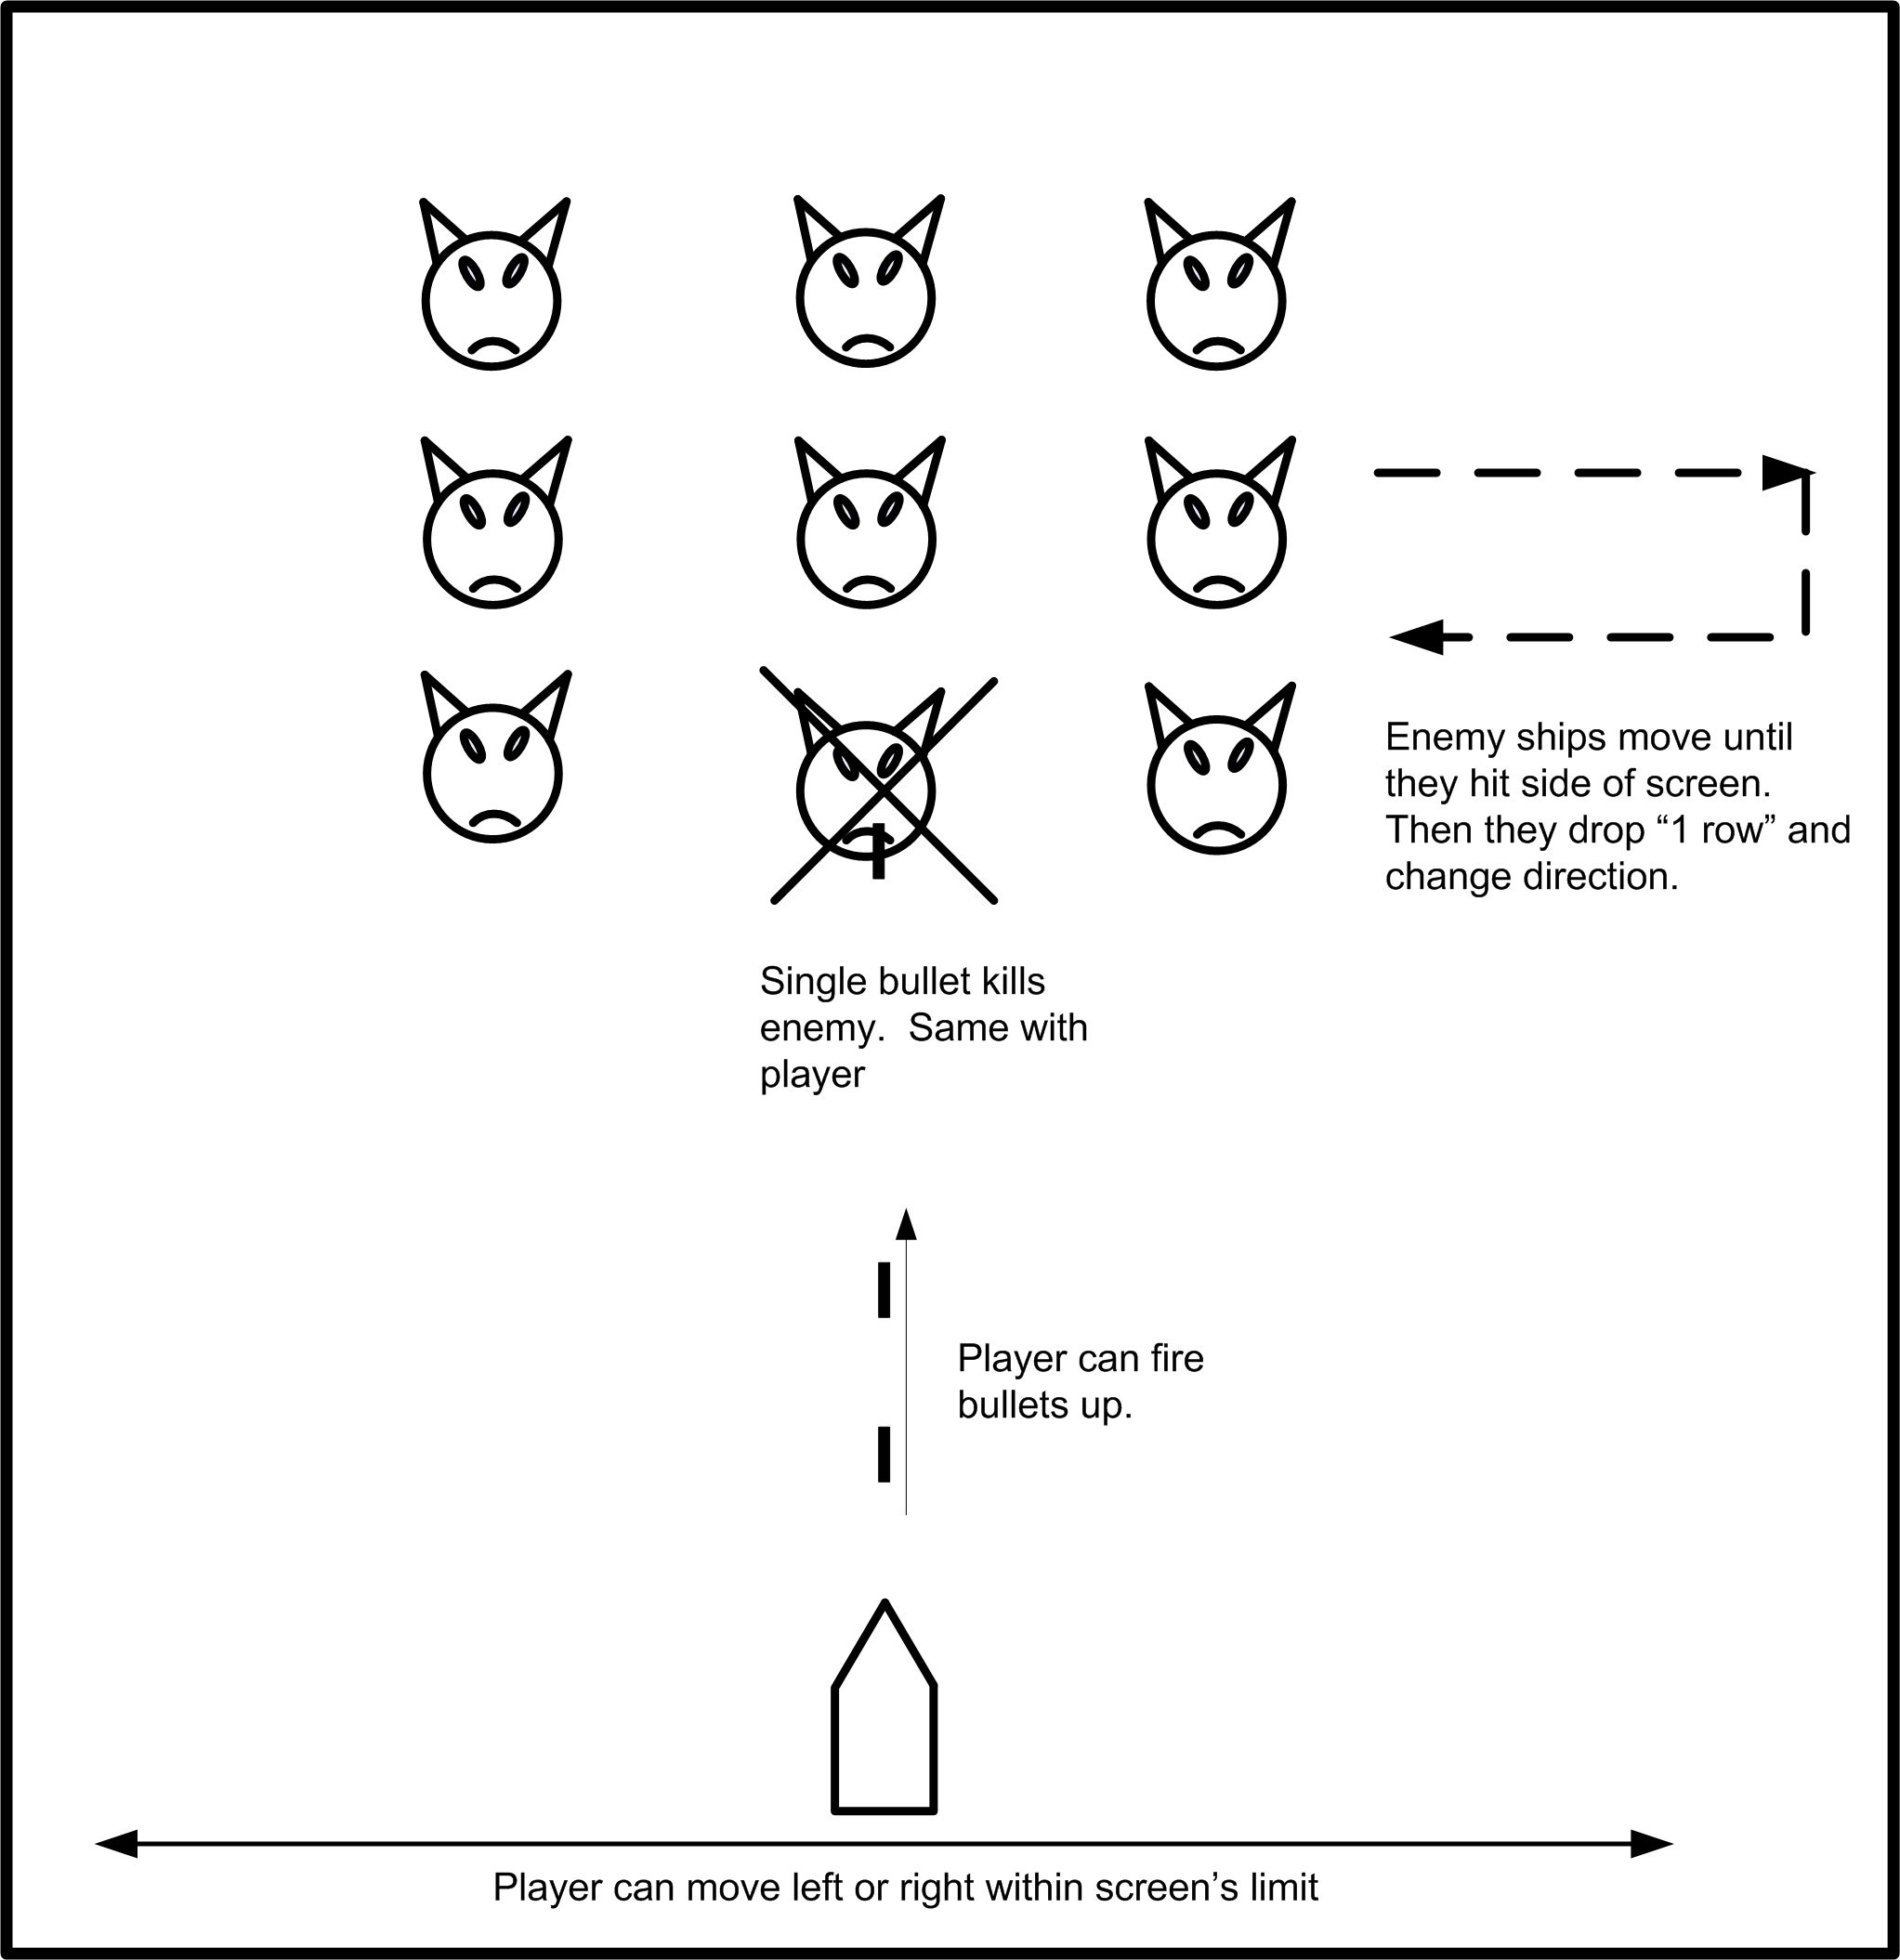 Enemy ships move until
they hit side of screen.
Then they drop “1 row” and
change direction.
Single bullet kills
enemy.  Same with
player
Player can fire
bullets up.
Player can move left or right within screen’s limit